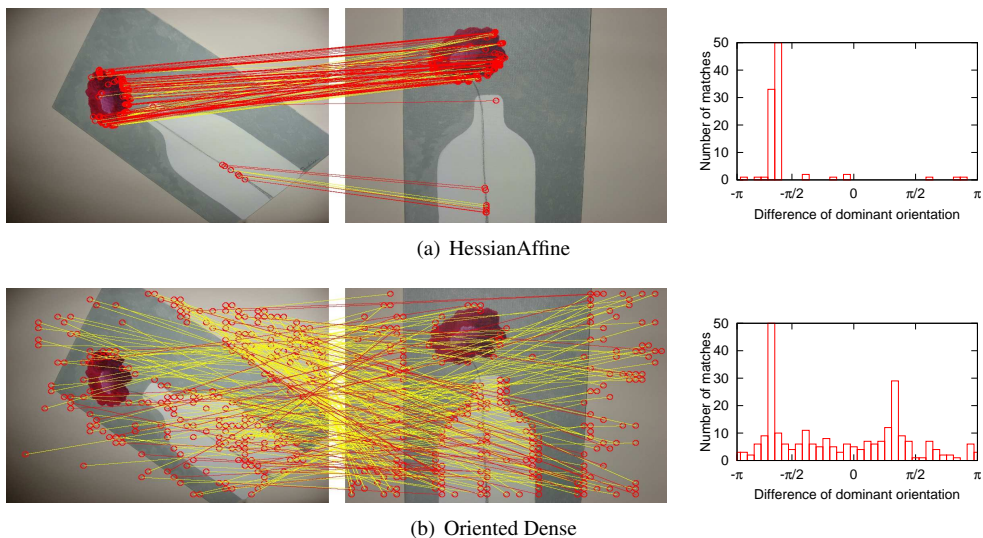 50
40
30
20
10
0
Number of matches
-π -π/2 0 π/2 π
Difference of dominant orientation
(a) HessianAffine
50
40
30
20
10
0
Number of matches
-π -π/2 0 π/2 π
Difference of dominant orientation
(b) Oriented Dense